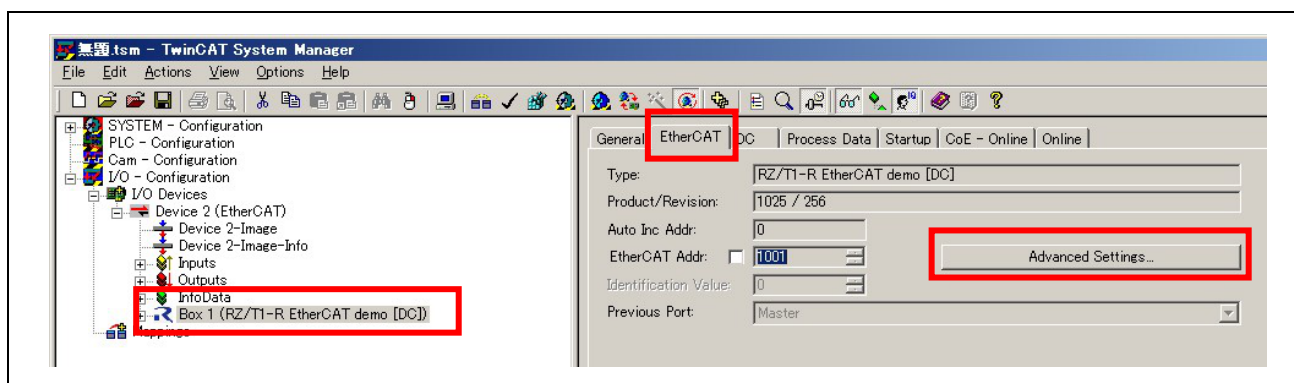 無題.tsm - TwinCAT System Manager
File Edit Actions View Options Help
SYSTEM - Configuration
PLC - Configuration
Cam - Configuration
I/O - Configuration
I/O Devices
Device 2 (EtherCAT)
Device 2-Image
Device 2-Image-Info
Inputs
Outputs
InfoData
Box 1 (RZ/T1-R EtherCAT demo [DC])
Mappings
General EtherCAT DC Process Data Startup CoE - Online Online
Type: RZ/T1-R EtherCAT demo [DC]
Product/Revision: 1025 / 256
Auto Inc Addr: 0
EtherCAT Addr: 1001 Advanced Settings...
Identification Value: 0
Previous Port: Master